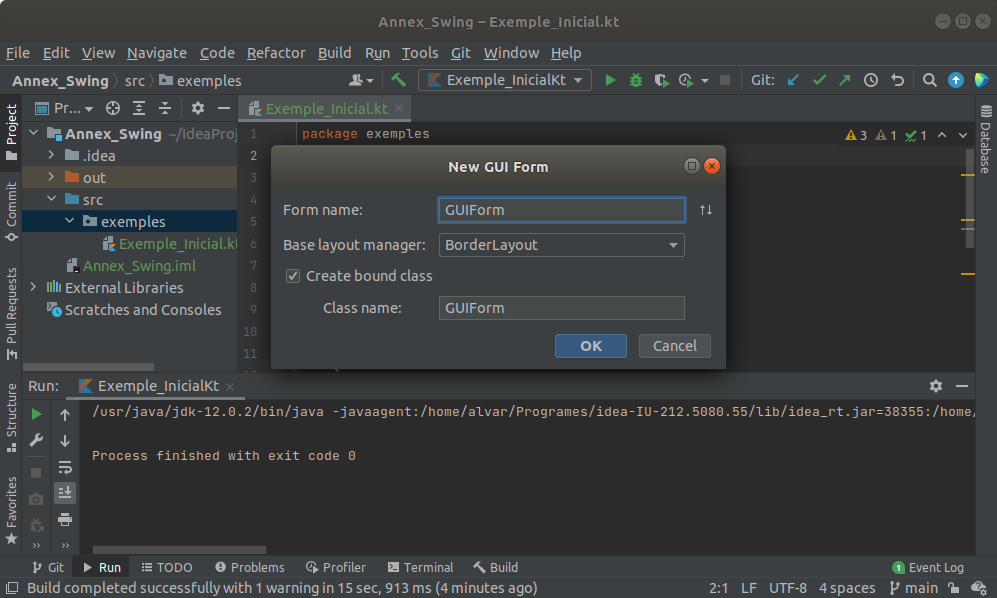 Annex_Swing – Exemple_Inicial.kt
File Edit View Navigate Code Refactor Build Run Tools Git Window Help
Annex_Swing src exemples Exemple_InicialKt Git:
Project
Commit
Pull Requests
Structure
Favorites
Pr...
Annex_Swing ~/IdeaProj
.idea
out
src
exemples
Exemple_Inicial.kt
Annex_Swing.iml
External Libraries
Scratches and Consoles
Exemple_Inicial.kt
1 package exemples
3 1 1
2
3
4
5
6
7
8
9
10
11
Database
New GUI Form
Form name: GUIForm
Base layout manager: BorderLayout
Create bound class
Class name: GUIForm
OK Cancel
Run: Exemple_InicialKt
/usr/java/jdk-12.0.2/bin/java -javaagent:/home/alvar/Programes/idea-IU-212.5080.55/lib/idea_rt.jar=38355:/home/
Process finished with exit code 0
Git Run TODO Problems Profiler Terminal Build 1 Event Log
Build completed successfully with 1 warning in 15 sec, 913 ms (4 minutes ago) 2:1 LF UTF-8 4 spaces main